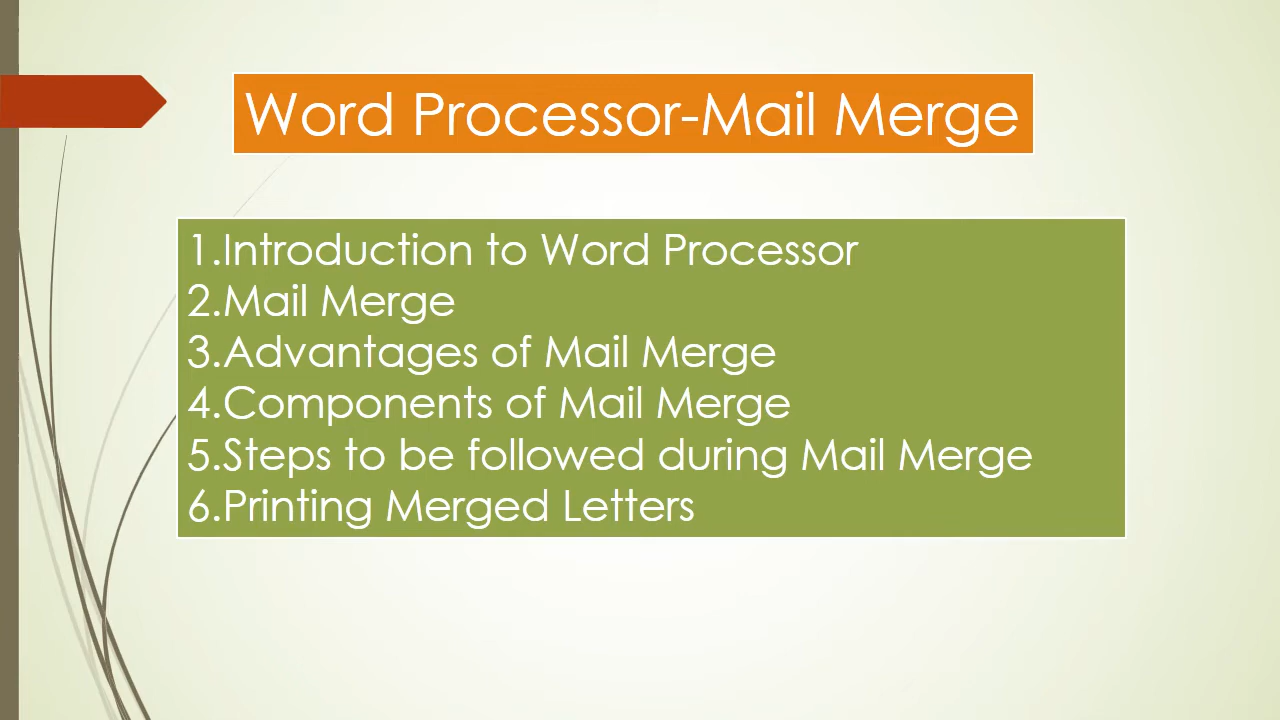 Word Processor-Mail Merge
1.Introduction to Word Processor
2.Mail Merge
3.Advantages of Mail Merge
4.Components of Mail Merge
5.Steps to be followed during Mail Merge
6.Printing Merged Letters